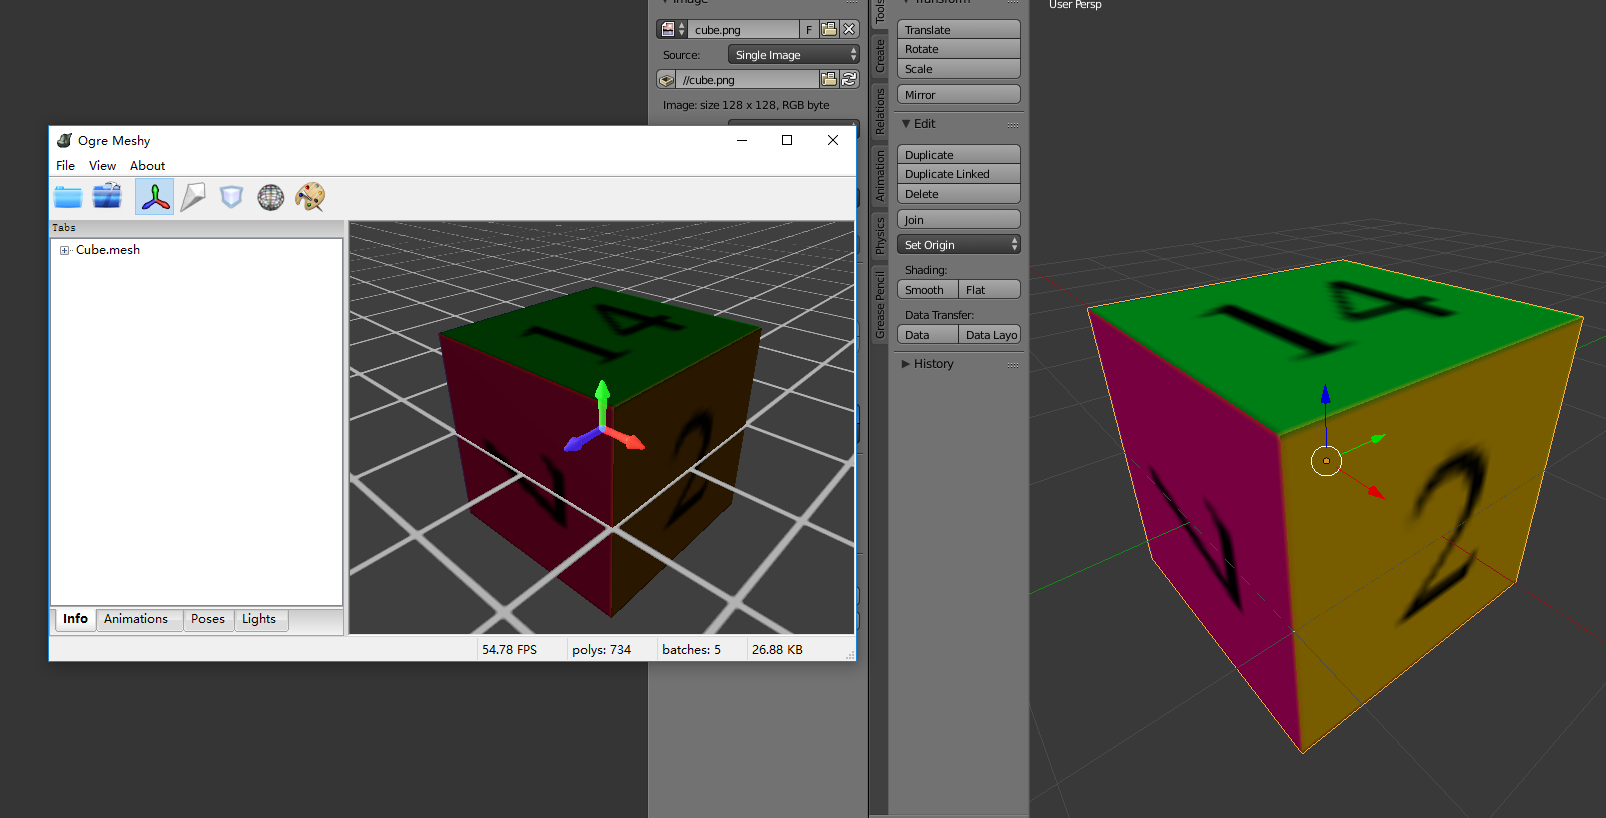 Image
cube.png F
Source: Single Image
//cube.png
Image: size 128 x 128, RGB byte
Ogre Meshy
File View About
Tabs
Cube.mesh
Info Animations Poses Lights
54.78 FPS polys: 734 batches: 5 26.88 KB
14
2
Tools
Create
Relations
Animation
Physics
Grease Pencil
Transform
Translate
Rotate
Scale
Mirror
Edit
Duplicate
Duplicate Linked
Delete
Join
Set Origin
Shading:
Smooth Flat
Data Transfer:
Data Data Layo
History
User Persp
14
2